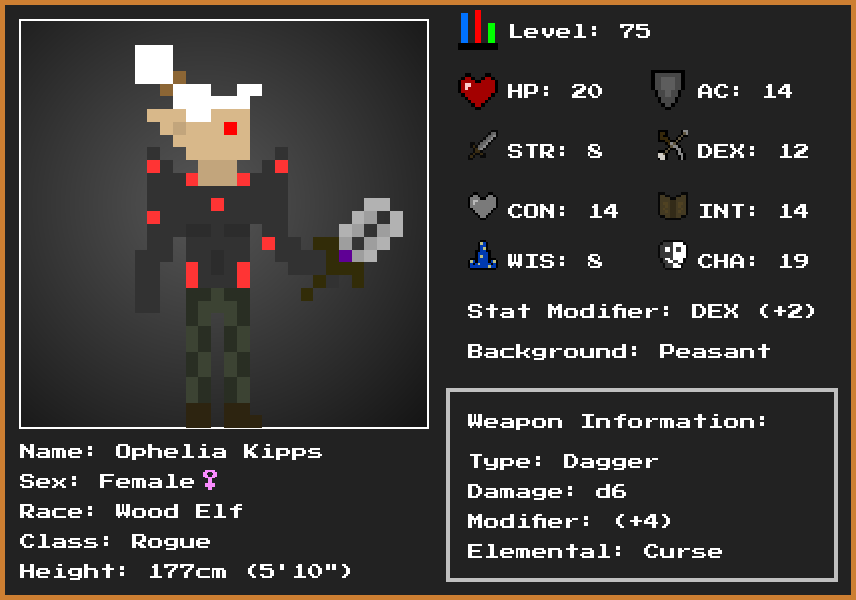 Level: 75
HP: 20
AC: 14
STR: 8
DEX: 12
CON: 14
INT: 14
WIS: 8
CHA: 19
Stat Modifier: DEX (+2)
Background: Peasant
Weapon Information:
Type: Dagger
Damage: d6
Modifier: (+4)
Elemental: Curse
Name: Ophelia Kipps
Sex: Female♀
Race: Wood Elf
Class: Rogue
Height: 177cm (5'10")